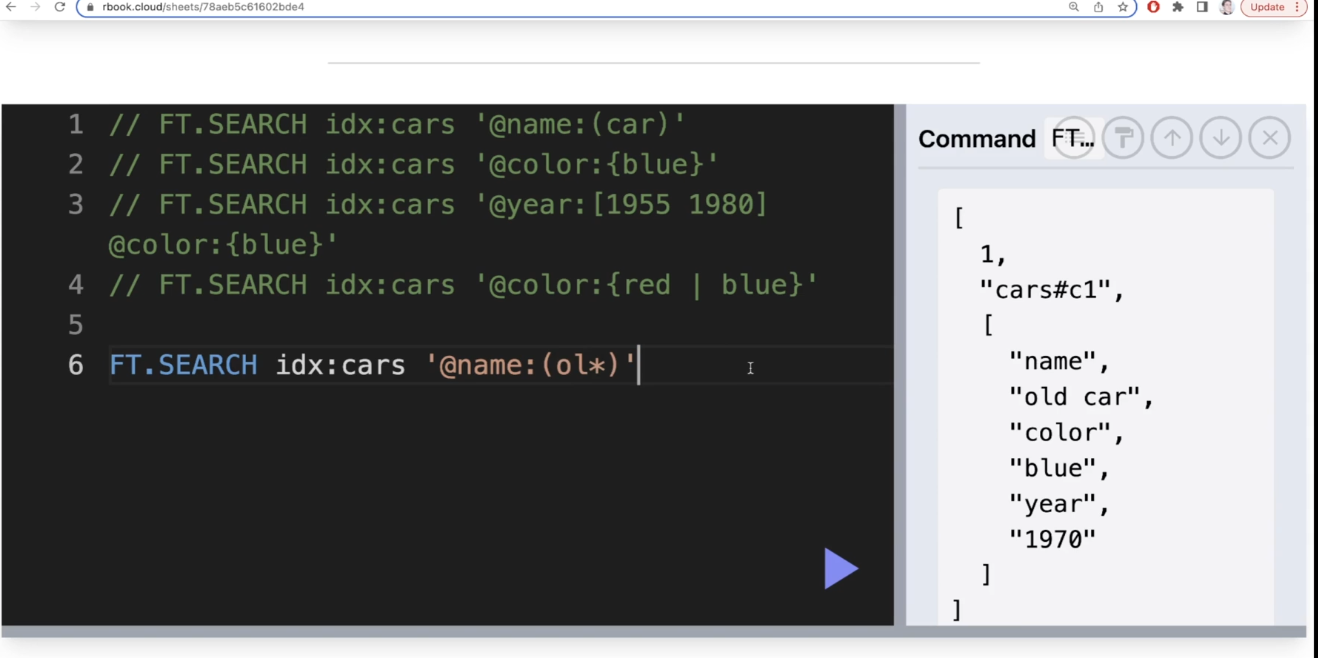 rbook.cloud/sheets/78aeb5c61602bde4
Update
1 // FT.SEARCH idx:cars '@name:(car)'
2 // FT.SEARCH idx:cars '@color:{blue}'
3 // FT.SEARCH idx:cars '@year:[1955 1980]
@color:{blue}'
4 // FT.SEARCH idx:cars '@color:{red | blue}'
5
6 FT.SEARCH idx:cars '@name:(ol*)'
Command FT...
[
1,
"cars#c1",
[
"name",
"old car",
"color",
"blue",
"year",
"1970"
]
]